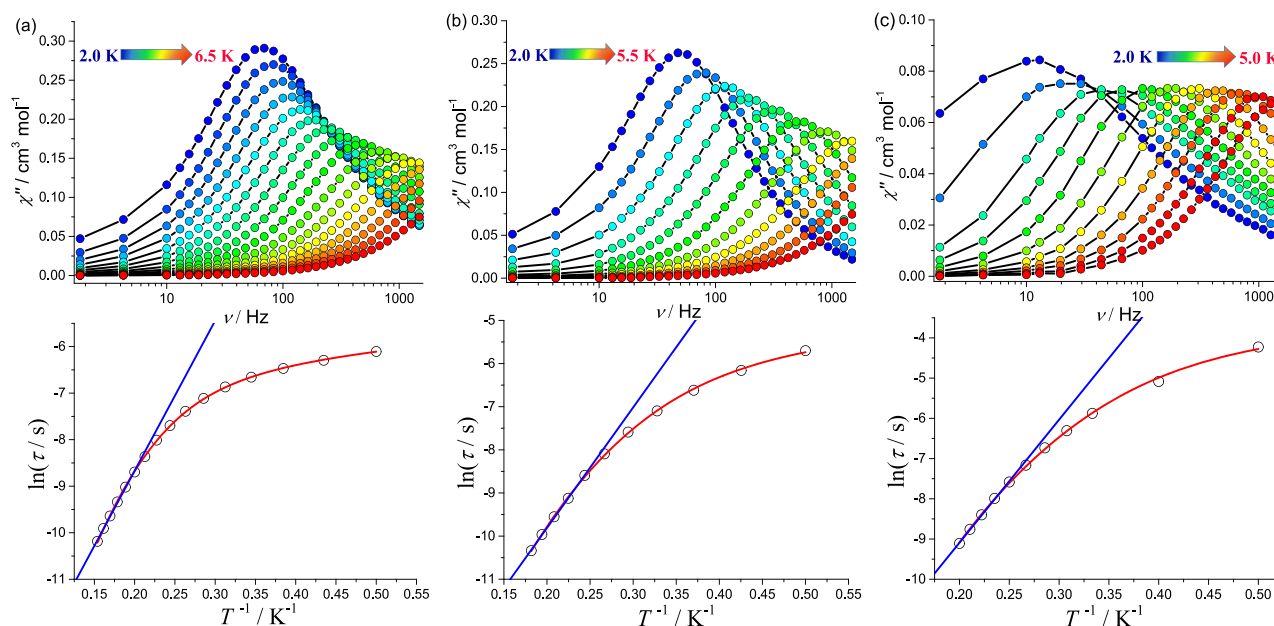 (a)
2.0 K 6.5 K
0.30
0.25
0.20
0.15
0.10
0.05
0.00
χ''/ cm³ mol⁻¹
10 100 1000
ν / Hz
(b)
2.0 K 5.5 K
0.30
0.25
0.20
0.15
0.10
0.05
0.00
χ''/ cm³ mol⁻¹
10 100 1000
ν / Hz
(c)
2.0 K 5.0 K
0.10
0.08
0.06
0.04
0.02
0.00
χ''/ cm³ mol⁻¹
10 100 1000
ν / Hz
-6
-7
-8
-9
-10
-11
ln(τ / s)
0.15 0.20 0.25 0.30 0.35 0.40 0.45 0.50 0.55
T⁻¹ / K⁻¹
-5
-6
-7
-8
-9
-10
-11
ln(τ / s)
0.15 0.20 0.25 0.30 0.35 0.40 0.45 0.50 0.55
T⁻¹ / K⁻¹
-4
-5
-6
-7
-8
-9
-10
ln(τ / s)
0.20 0.25 0.30 0.35 0.40 0.45 0.50
T⁻¹ / K⁻¹